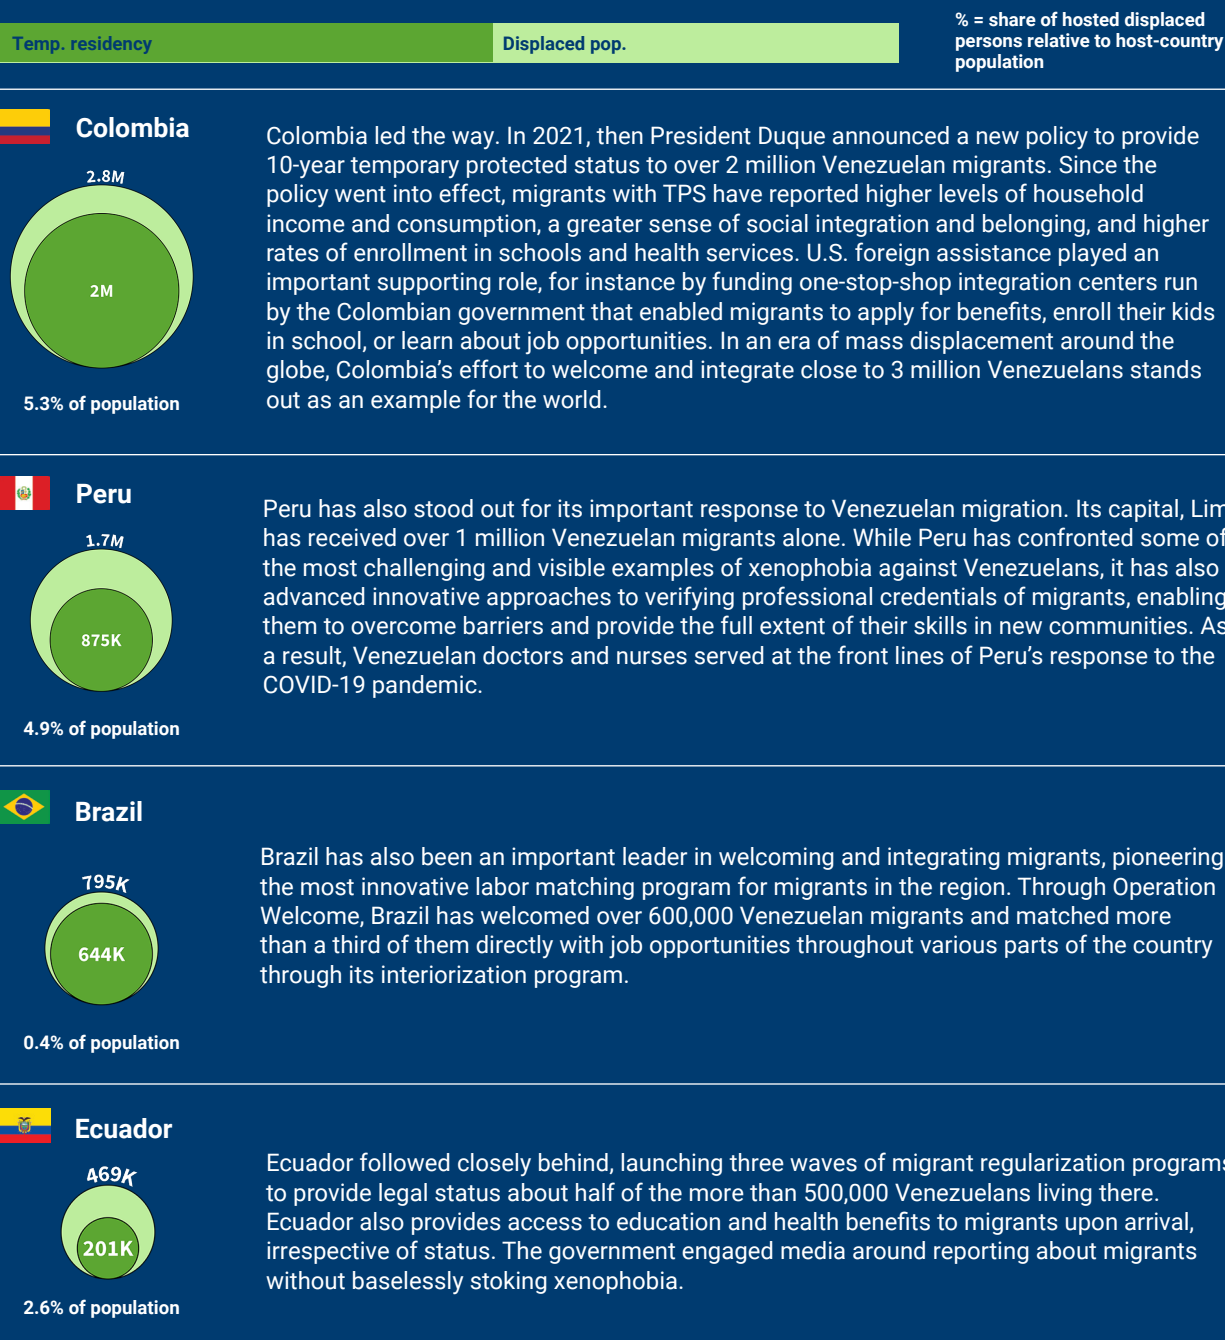 Temp. residency
Displaced pop.
% = share of hosted displaced
persons relative to host-country
population
Colombia
2.8M
2M
5.3% of population
Colombia led the way. In 2021, then President Duque announced a new policy to provide
10-year temporary protected status to over 2 million Venezuelan migrants. Since the
policy went into effect, migrants with TPS have reported higher levels of household
income and consumption, a greater sense of social integration and belonging, and higher
rates of enrollment in schools and health services. U.S. foreign assistance played an
important supporting role, for instance by funding one-stop-shop integration centers run
by the Colombian government that enabled migrants to apply for benefits, enroll their kids
in school, or learn about job opportunities. In an era of mass displacement around the
globe, Colombia’s effort to welcome and integrate close to 3 million Venezuelans stands
out as an example for the world.
Peru
1.7M
875K
4.9% of population
Peru has also stood out for its important response to Venezuelan migration. Its capital, Lim
has received over 1 million Venezuelan migrants alone. While Peru has confronted some of
the most challenging and visible examples of xenophobia against Venezuelans, it has also
advanced innovative approaches to verifying professional credentials of migrants, enabling
them to overcome barriers and provide the full extent of their skills in new communities. As
a result, Venezuelan doctors and nurses served at the front lines of Peru’s response to the
COVID-19 pandemic.
Brazil
795K
644K
0.4% of population
Brazil has also been an important leader in welcoming and integrating migrants, pioneering
the most innovative labor matching program for migrants in the region. Through Operation
Welcome, Brazil has welcomed over 600,000 Venezuelan migrants and matched more
than a third of them directly with job opportunities throughout various parts of the country
through its interiorization program.
Ecuador
469K
201K
2.6% of population
Ecuador followed closely behind, launching three waves of migrant regularization programs
to provide legal status about half of the more than 500,000 Venezuelans living there.
Ecuador also provides access to education and health benefits to migrants upon arrival,
irrespective of status. The government engaged media around reporting about migrants
without baselessly stoking xenophobia.